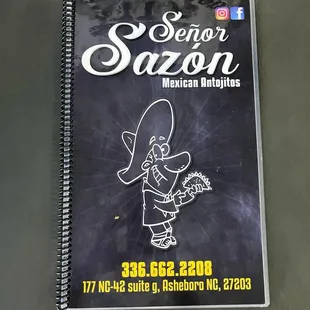 Señor
Sazón
Mexican Antojitos
336.662.2208
177 NC-42 suite g, Asheboro NC, 27203